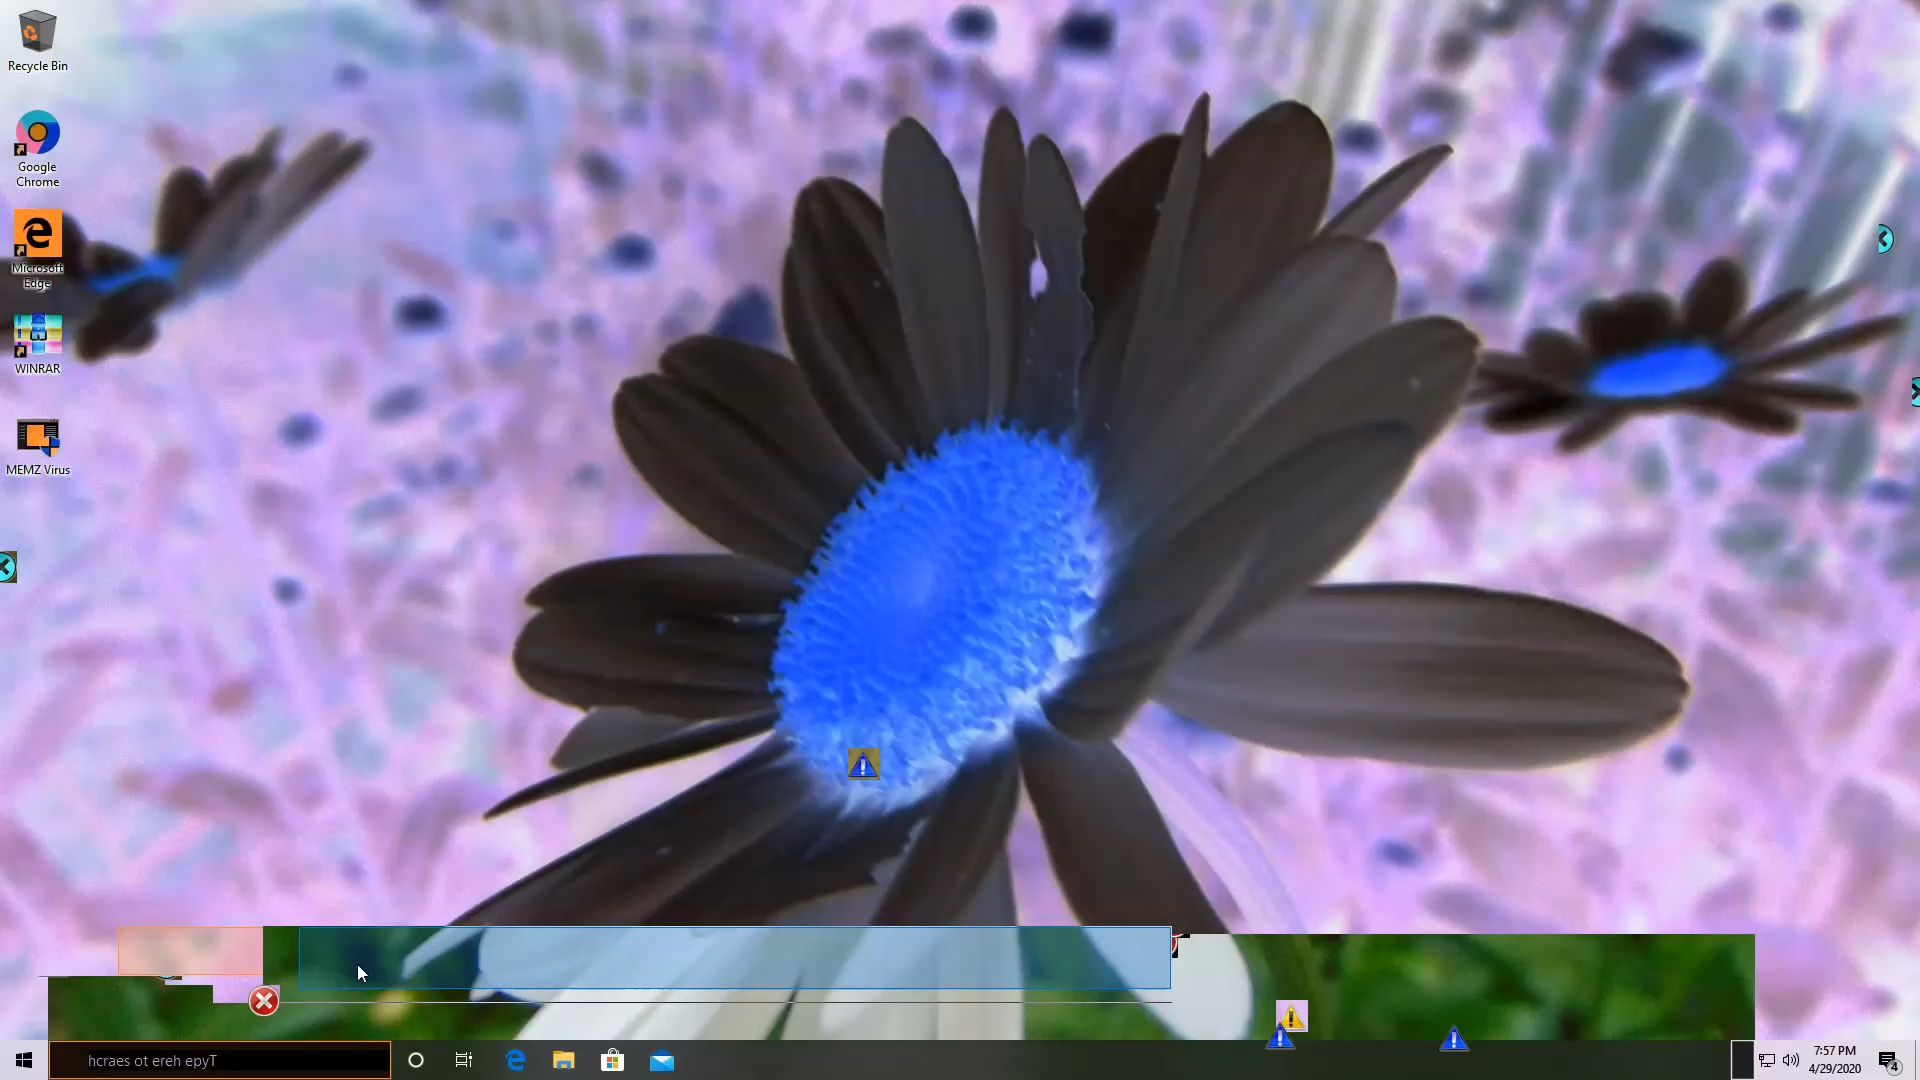 Recycle Bin
Google
Chrome
Microsoft
Edge
WINRAR
MEMZ Virus
hcraes ot ereh epyT
7:57 PM
4/29/2020
4